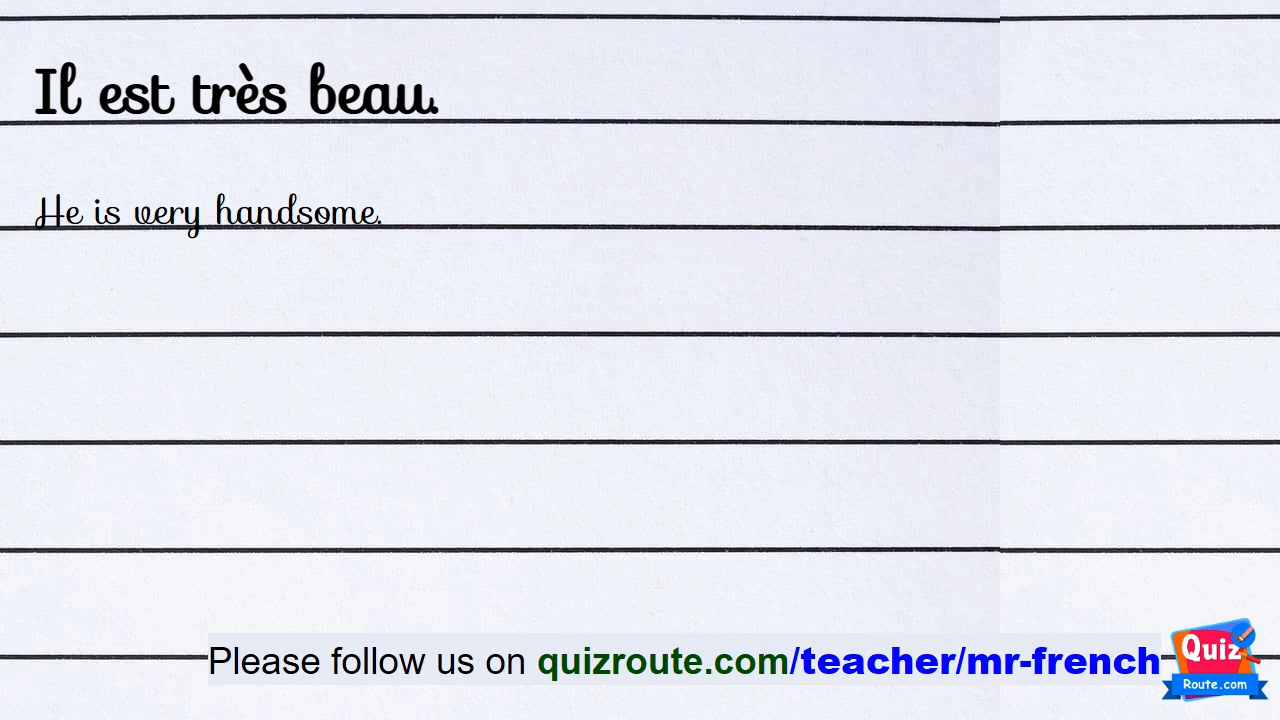 Il est très beau.
He is very handsome.
Please follow us on quizroute.com/teacher/mr-french
Quiz
Route.com